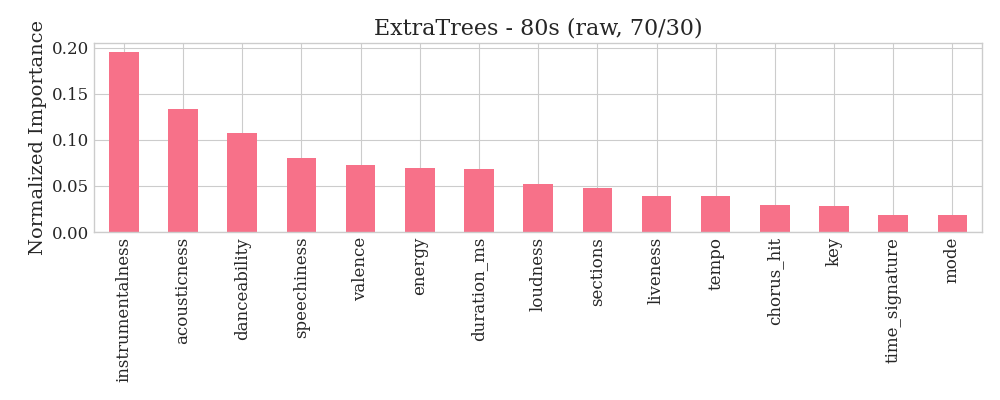 ExtraTrees - 80s (raw, 70/30)
Normalized Importance
0.20
0.15
0.10
0.05
0.00
instrumentalness
acousticness
danceability
speechiness
valence
energy
duration_ms
loudness
sections
liveness
tempo
chorus_hit
key
time_signature
mode